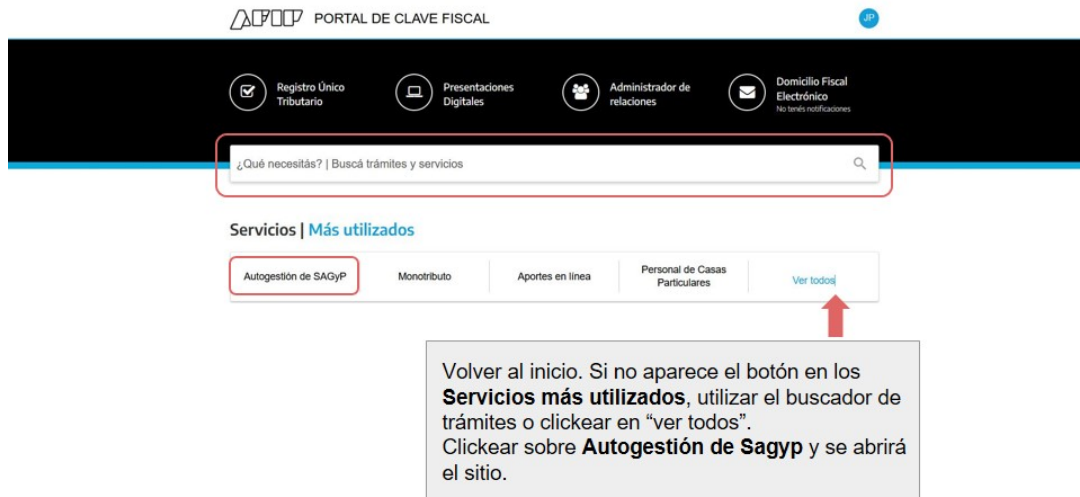 AFIP PORTAL DE CLAVE FISCAL
JP
Registro Único
Tributario
Presentaciones
Digitales
Administrador de
relaciones
Domicilio Fiscal
Electrónico
No tenés notificaciones
¿Qué necesitás? | Buscá trámites y servicios
Servicios | Más utilizados
Autogestión de SAGyP
Monotributo
Aportes en línea
Personal de Casas
Particulares
Ver todos
Volver al inicio. Si no aparece el botón en los
Servicios más utilizados, utilizar el buscador de
trámites o clickear en “ver todos”.
Clickear sobre Autogestión de Sagyp y se abrirá
el sitio.